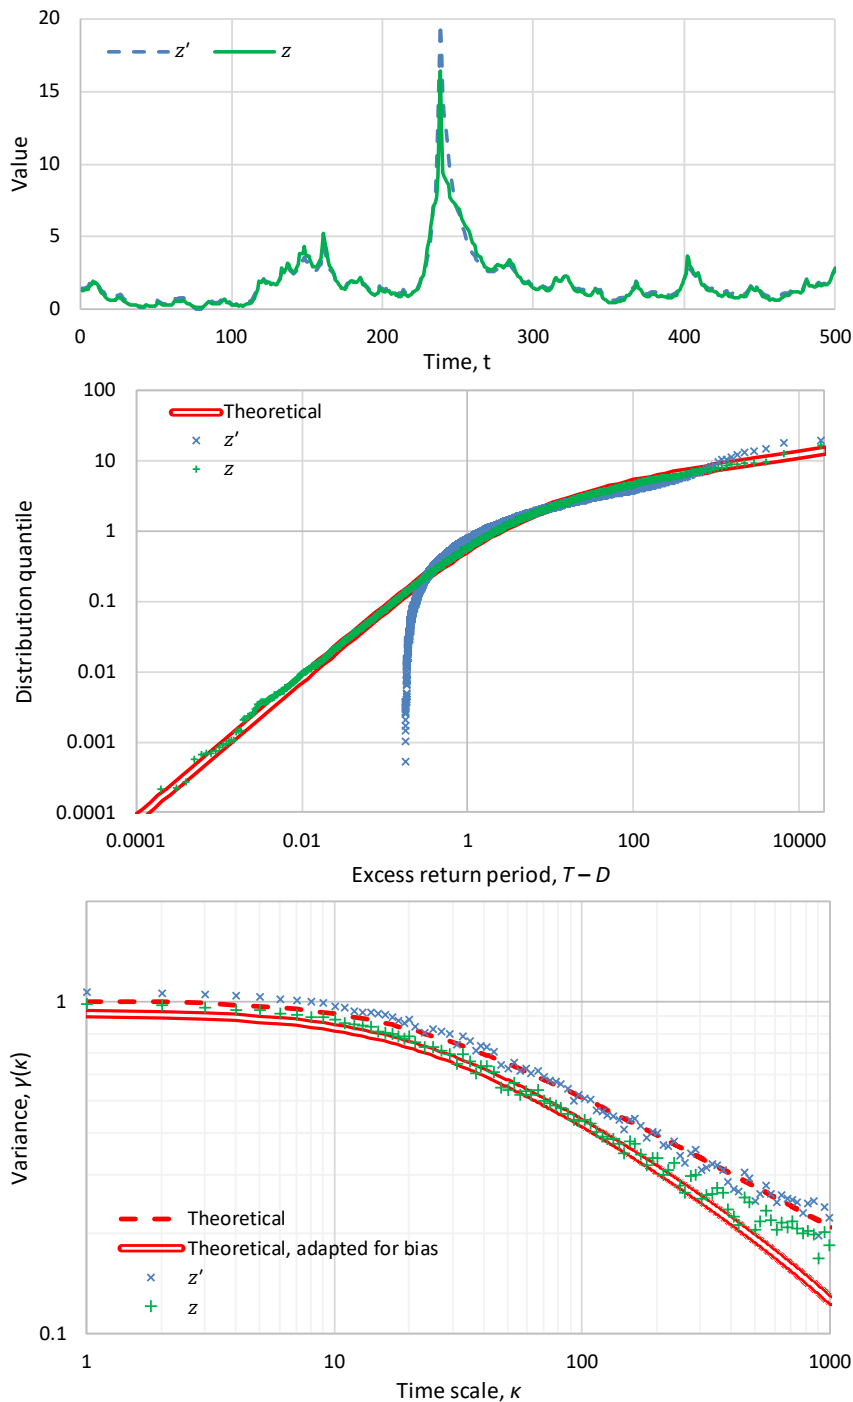 20
z′ z
15
Value
10
5
0
0 100 200 300 400 500
Time, t
100
Theoretical
z′
z
10
1
Distribution quantile
0.1
0.01
0.001
0.0001
0.0001 0.01 1 100 10000
Excess return period, T – D
1
Variance, γ(κ)
Theoretical
Theoretical, adapted for bias
z′
z
0.1
1 10 100 1000
Time scale, κ